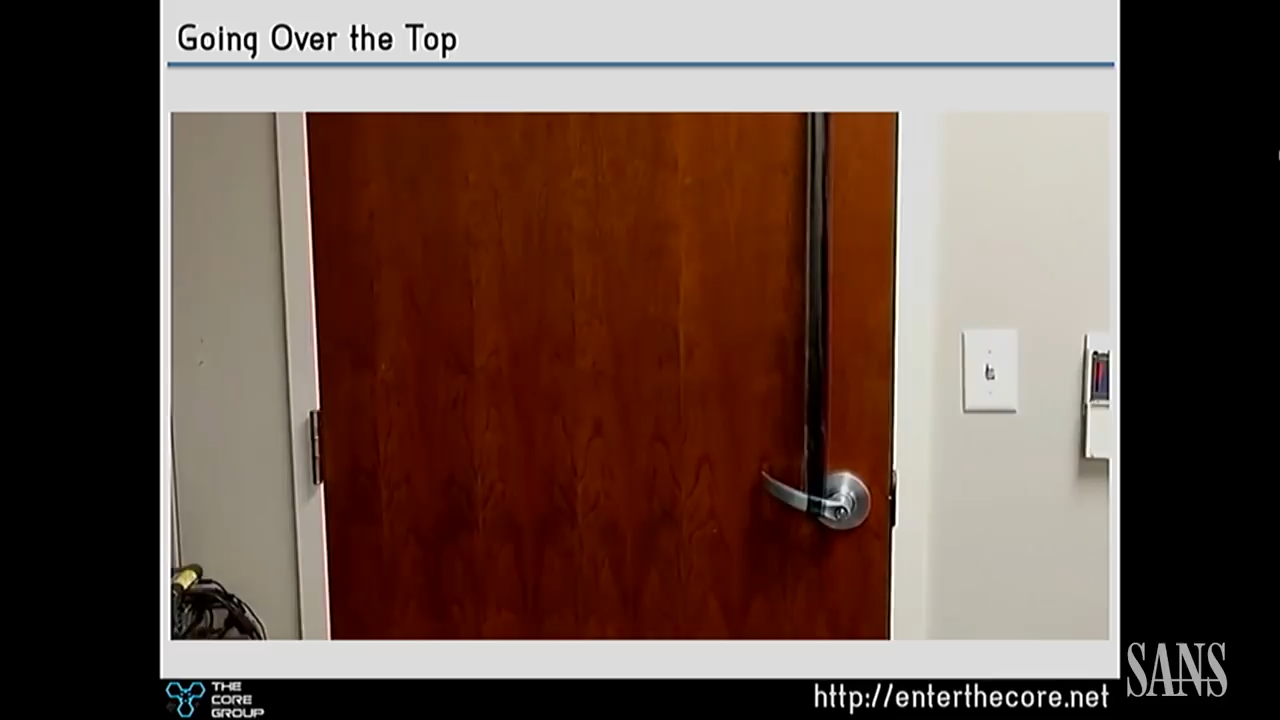 Going Over the Top
THE
CORE
GROUP
http://enterthecore.net
SANS